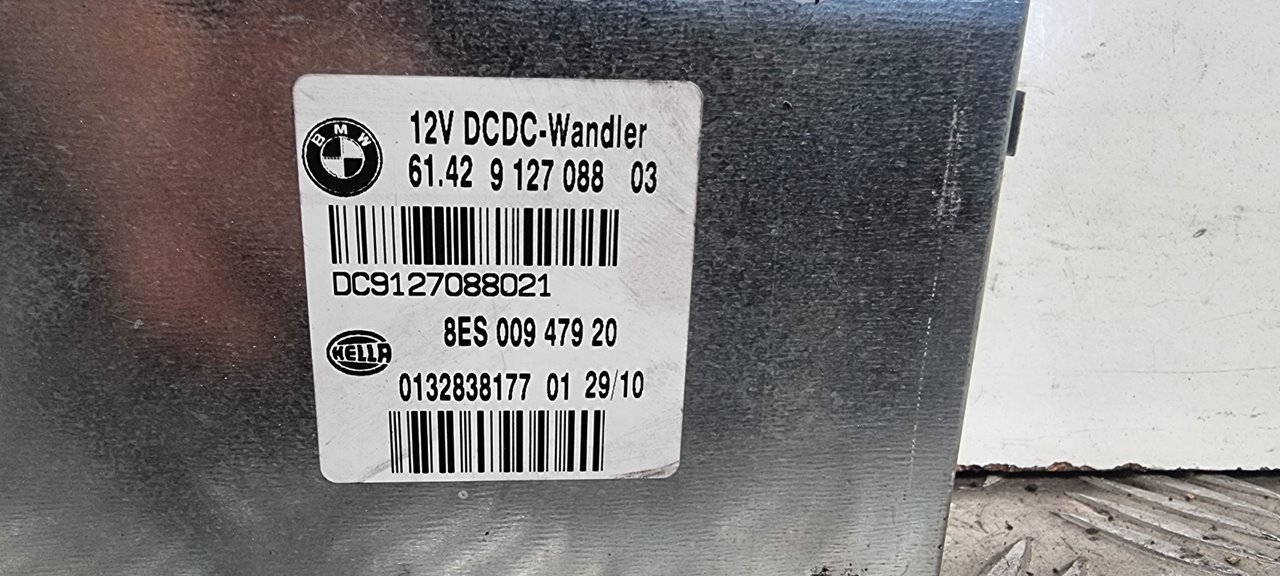 BMW
12V DCDC-Wandler
61.42 9 127 088 03
DC9127088021
8ES 009 479 20
HELLA
0132838177 01 29/10